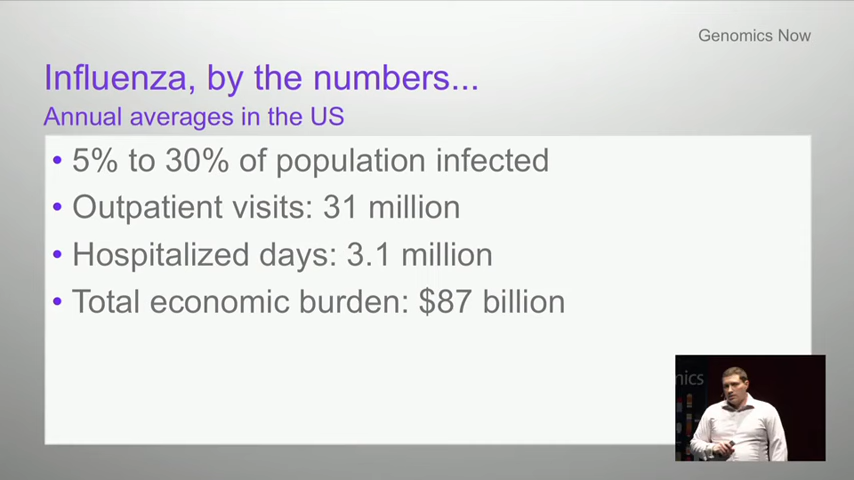 Genomics Now
Influenza, by the numbers...
Annual averages in the US
• 5% to 30% of population infected
• Outpatient visits: 31 million
• Hospitalized days: 3.1 million
• Total economic burden: $87 billion